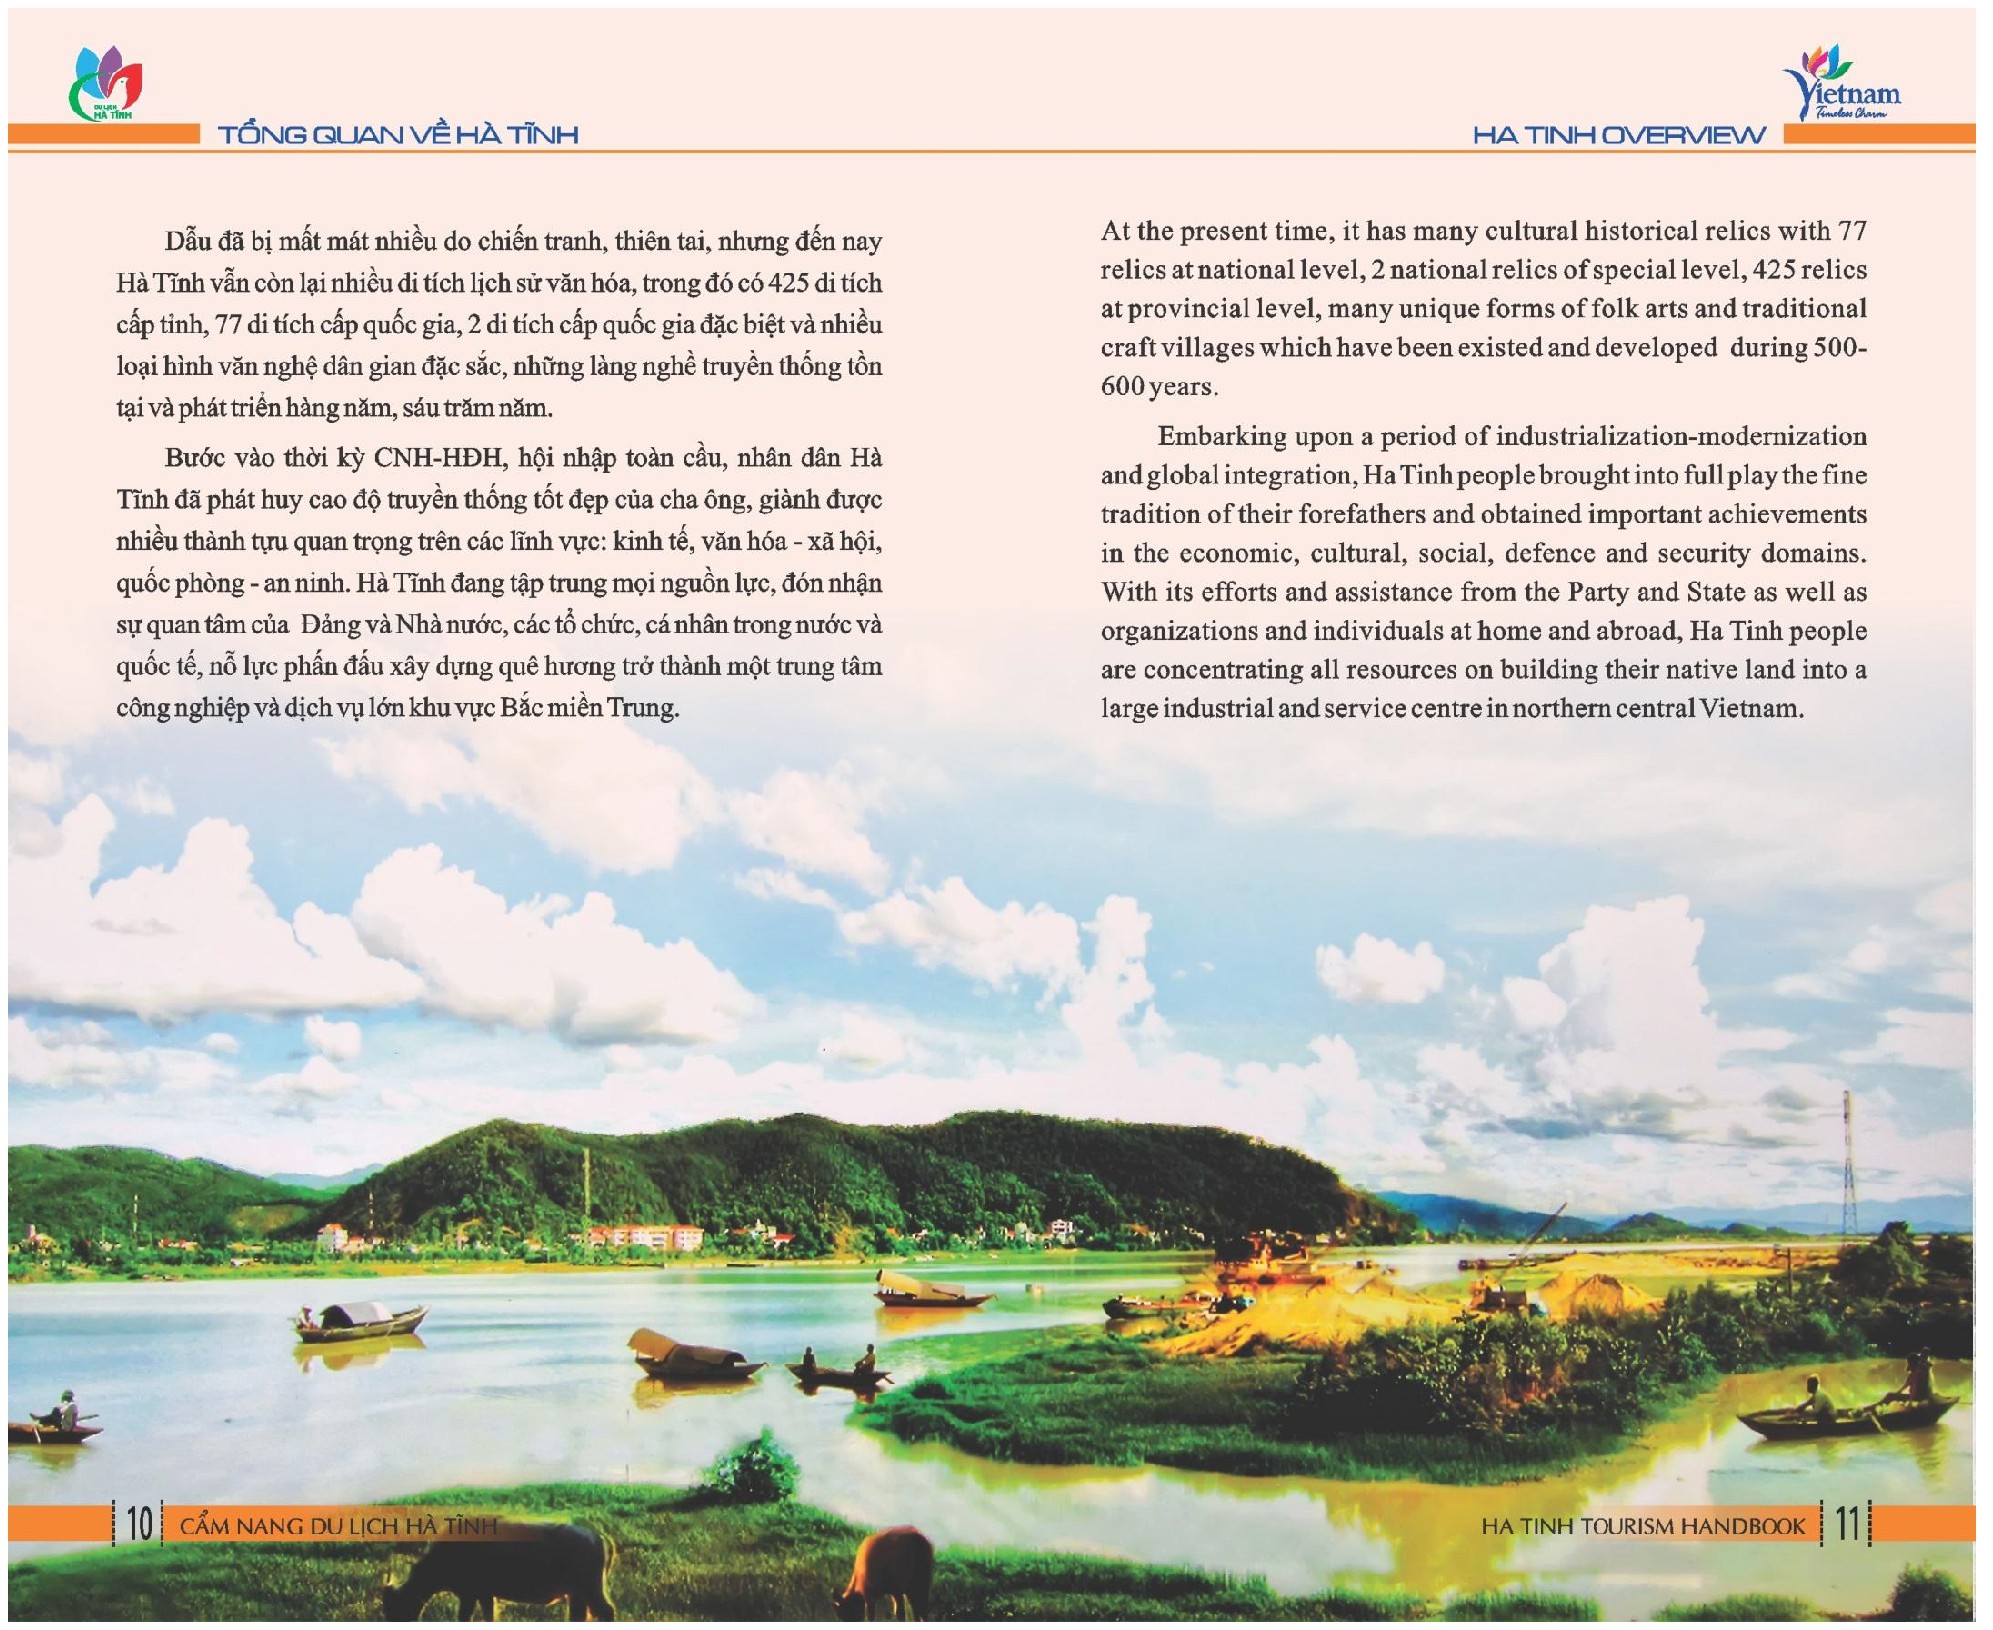 DU LỊCH
HÀ TĨNH
TỔNG QUAN VỀ HÀ TĨNH
Dẫu đã bị mất mát nhiều do chiến tranh, thiên tai, nhưng đến nay
Hà Tĩnh vẫn còn lại nhiều di tích lịch sử văn hóa, trong đó có 425 di tích
cấp tỉnh, 77 di tích cấp quốc gia, 2 di tích cấp quốc gia đặc biệt và nhiều
loại hình văn nghệ dân gian đặc sắc, những làng nghề truyền thống tồn
tại và phát triển hàng năm, sáu trăm năm.
Bước vào thời kỳ CNH-HĐH, hội nhập toàn cầu, nhân dân Hà
Tĩnh đã phát huy cao độ truyền thống tốt đẹp của cha ông, giành được
nhiều thành tựu quan trọng trên các lĩnh vực: kinh tế, văn hóa - xã hội,
quốc phòng - an ninh. Hà Tĩnh đang tập trung mọi nguồn lực, đón nhận
sự quan tâm của Đảng và Nhà nước, các tổ chức, cá nhân trong nước và
quốc tế, nỗ lực phấn đấu xây dựng quê hương trở thành một trung tâm
công nghiệp và dịch vụ lớn khu vực Bắc miền Trung.
10 CẨM NANG DU LỊCH HÀ TĨNH
Vietnam
Timeless Charm
HA TINH OVERVIEW
At the present time, it has many cultural historical relics with 77
relics at national level, 2 national relics of special level, 425 relics
at provincial level, many unique forms of folk arts and traditional
craft villages which have been existed and developed during 500-
600 years.
Embarking upon a period of industrialization-modernization
and global integration, Ha Tinh people brought into full play the fine
tradition of their forefathers and obtained important achievements
in the economic, cultural, social, defence and security domains.
With its efforts and assistance from the Party and State as well as
organizations and individuals at home and abroad, Ha Tinh people
are concentrating all resources on building their native land into a
large industrial and service centre in northern central Vietnam.
HA TINH TOURISM HANDBOOK 11